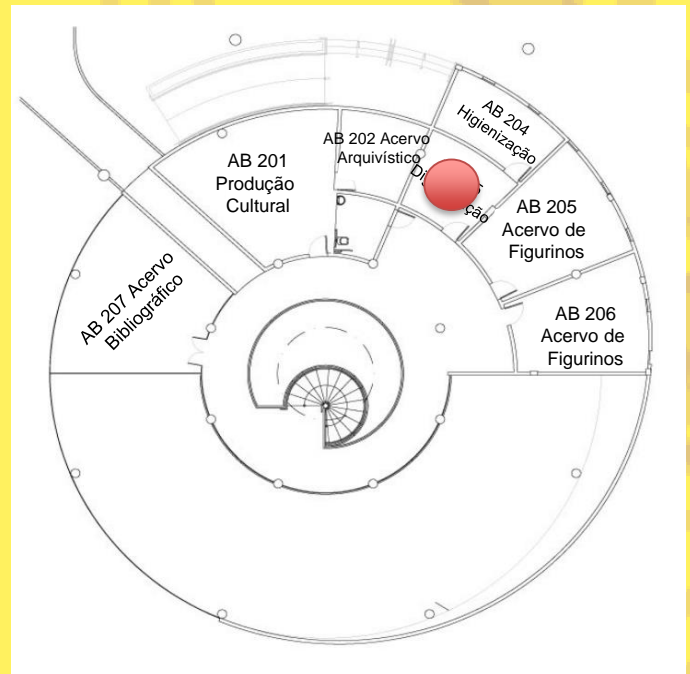 AB 201
Produção
Cultural
AB 202 Acervo
Arquivístico
AB 204
Higienização
AB 205
Acervo de
Figurinos
AB 206
Acervo de
Figurinos
AB 207 Acervo
Bibliográfico